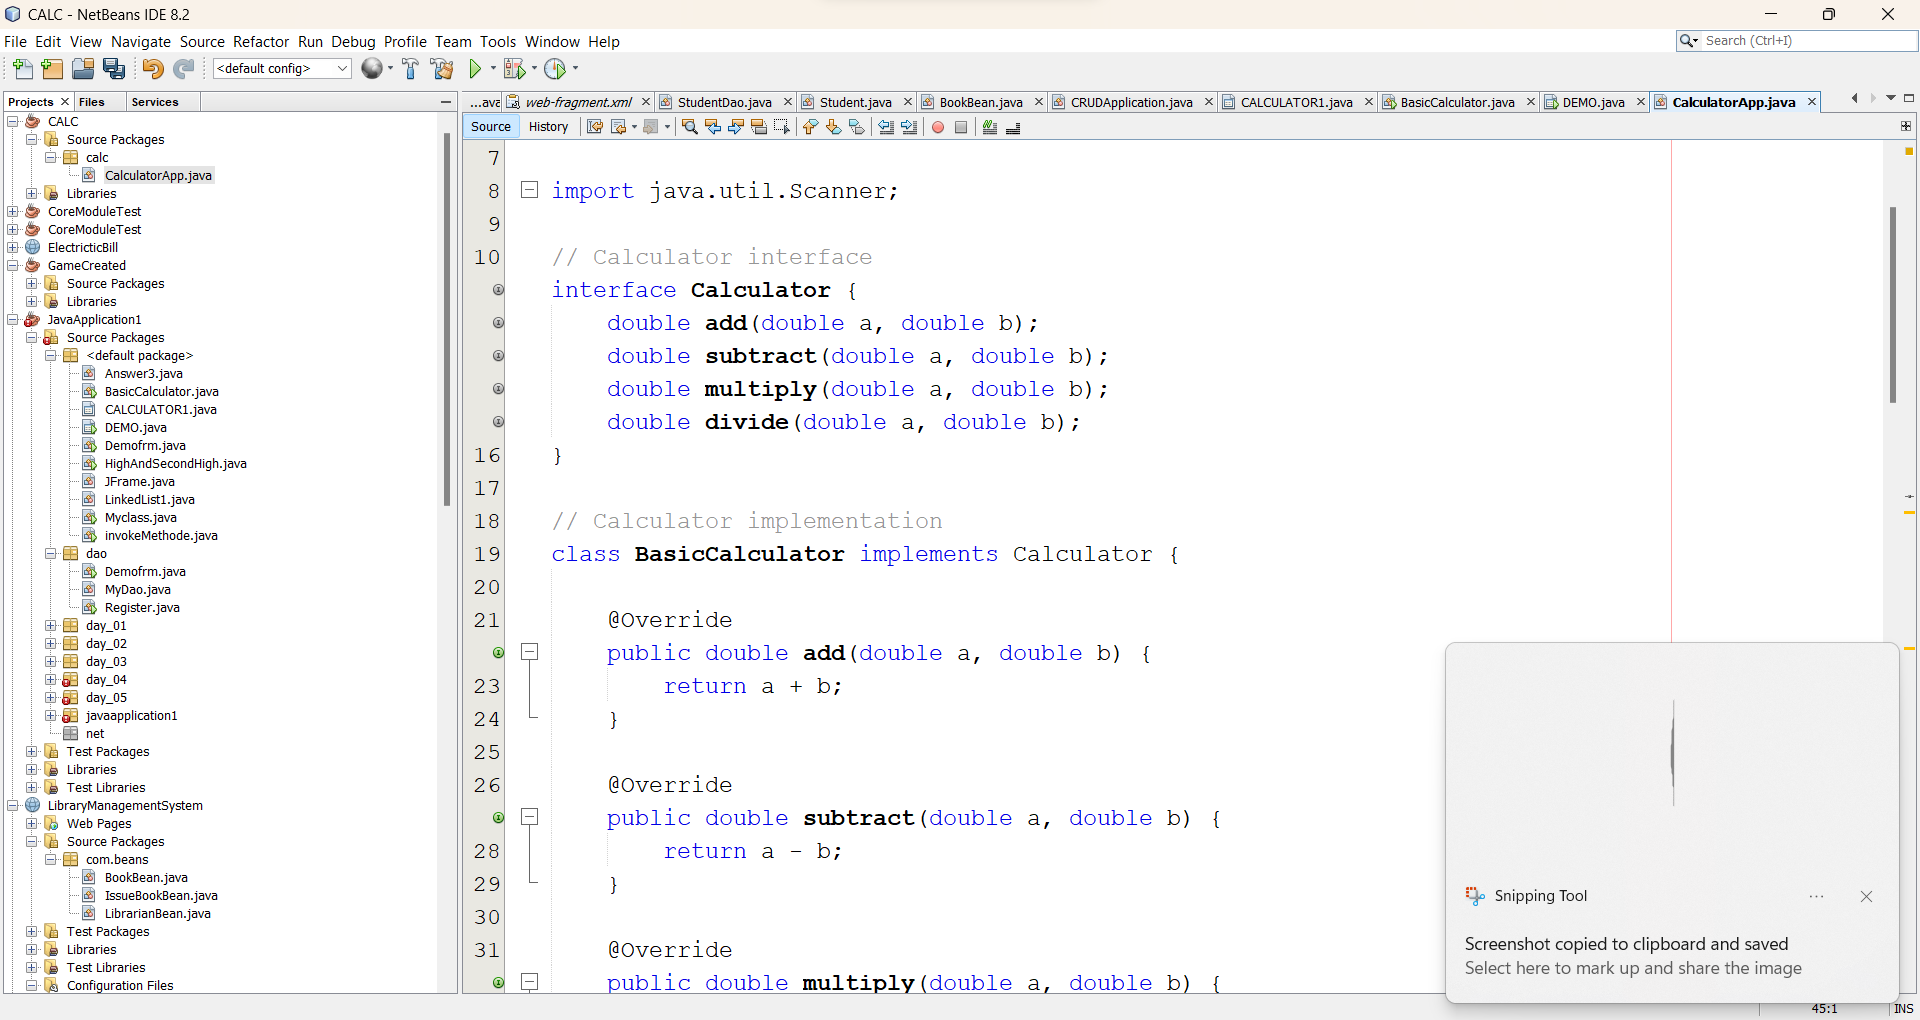 CALC - NetBeans IDE 8.2
File Edit View Navigate Source Refactor Run Debug Profile Team Tools Window Help
Search (Ctrl+I)
<default config>
Projects Files Services
CALC
Source Packages
calc
CalculatorApp.java
Libraries
CoreModuleTest
CoreModuleTest
ElectricticBill
GameCreated
Source Packages
Libraries
JavaApplication1
Source Packages
<default package>
Answer3.java
BasicCalculator.java
CALCULATOR1.java
DEMO.java
Demofrm.java
HighAndSecondHigh.java
JFrame.java
LinkedList1.java
Myclass.java
invokeMethode.java
dao
Demofrm.java
MyDao.java
Register.java
day_01
day_02
day_03
day_04
day_05
javaapplication1
net
Test Packages
Libraries
Test Libraries
LibraryManagementSystem
Web Pages
Source Packages
com.beans
BookBean.java
IssueBookBean.java
LibrarianBean.java
Test Packages
Libraries
Test Libraries
Configuration Files
...ava web-fragment.xml StudentDao.java Student.java BookBean.java CRUDApplication.java CALCULATOR1.java BasicCalculator.java DEMO.java CalculatorApp.java
Source History
7
8 import java.util.Scanner;
9
10 // Calculator interface
interface Calculator {
double add(double a, double b);
double subtract(double a, double b);
double multiply(double a, double b);
double divide(double a, double b);
16 }
17
18 // Calculator implementation
19 class BasicCalculator implements Calculator {
20
21 @Override
public double add(double a, double b) {
23 return a + b;
24 }
25
26 @Override
public double subtract(double a, double b) {
28 return a - b;
29 }
30
31 @Override
public double multiply(double a, double b) {
Snipping Tool
Screenshot copied to clipboard and saved
Select here to mark up and share the image
45:1 INS